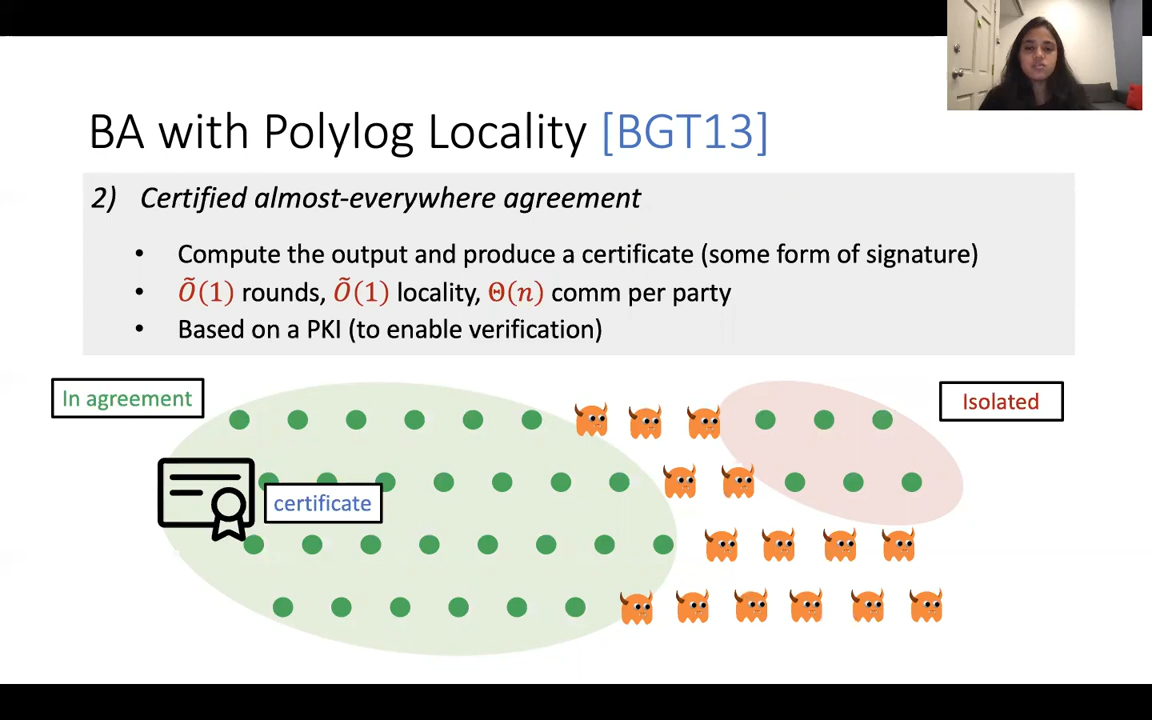 BA with Polylog Locality [BGT13]
2) Certified almost-everywhere agreement
• Compute the output and produce a certificate (some form of signature)
• Õ(1) rounds, Õ(1) locality, Θ(n) comm per party
• Based on a PKI (to enable verification)
In agreement
Isolated
certificate